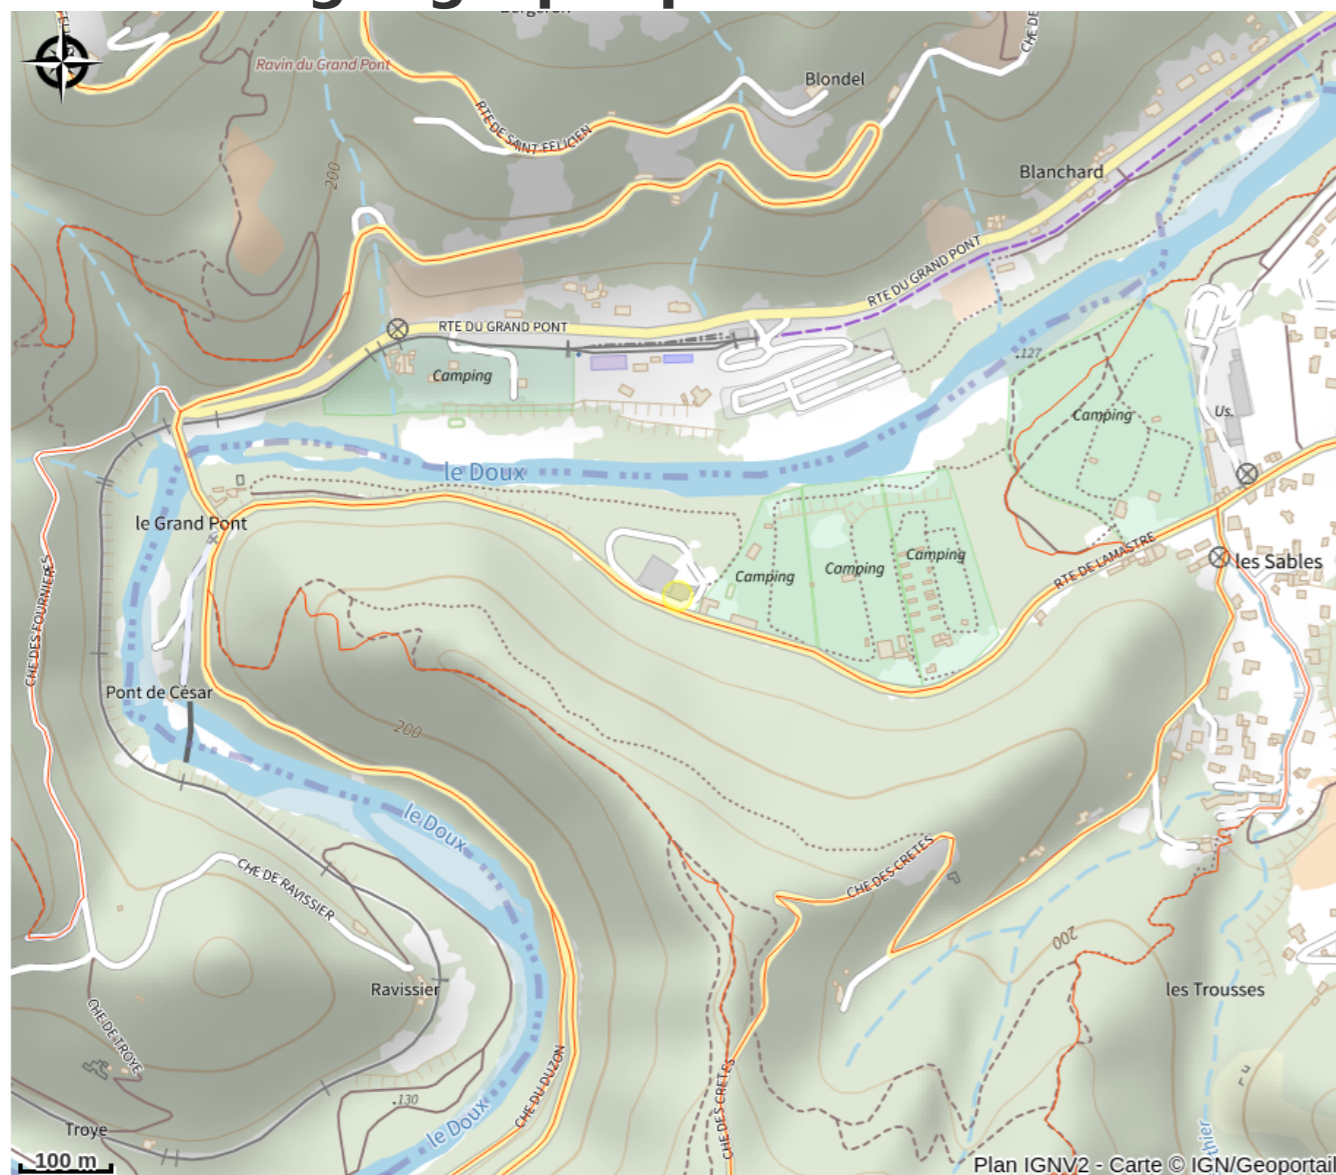 Ravin du Grand Pont
Blondel
RTE DE SAINT-FELICIEN
CHE DE
200
Blanchard
RTE DU GRAND PONT
RTE DU GRAND PONT
.127
Camping
Camping
Us.
le Doux
le Grand Pont
RTE DE LAMASTRE
Camping
Camping
Camping
les Sables
CHE DES FOURNIERES
Pont de César
200
le Doux
CHE DES CRETES
CHE DE RAVISSIER
200
Ravissier
les Trousses
CHE DE TROYE
CHE DU DUZON
CHE DES CRETES
.130
le Doux
Troye
thier
100 m
Plan IGNV2 - Carte © IGN/Geoportail